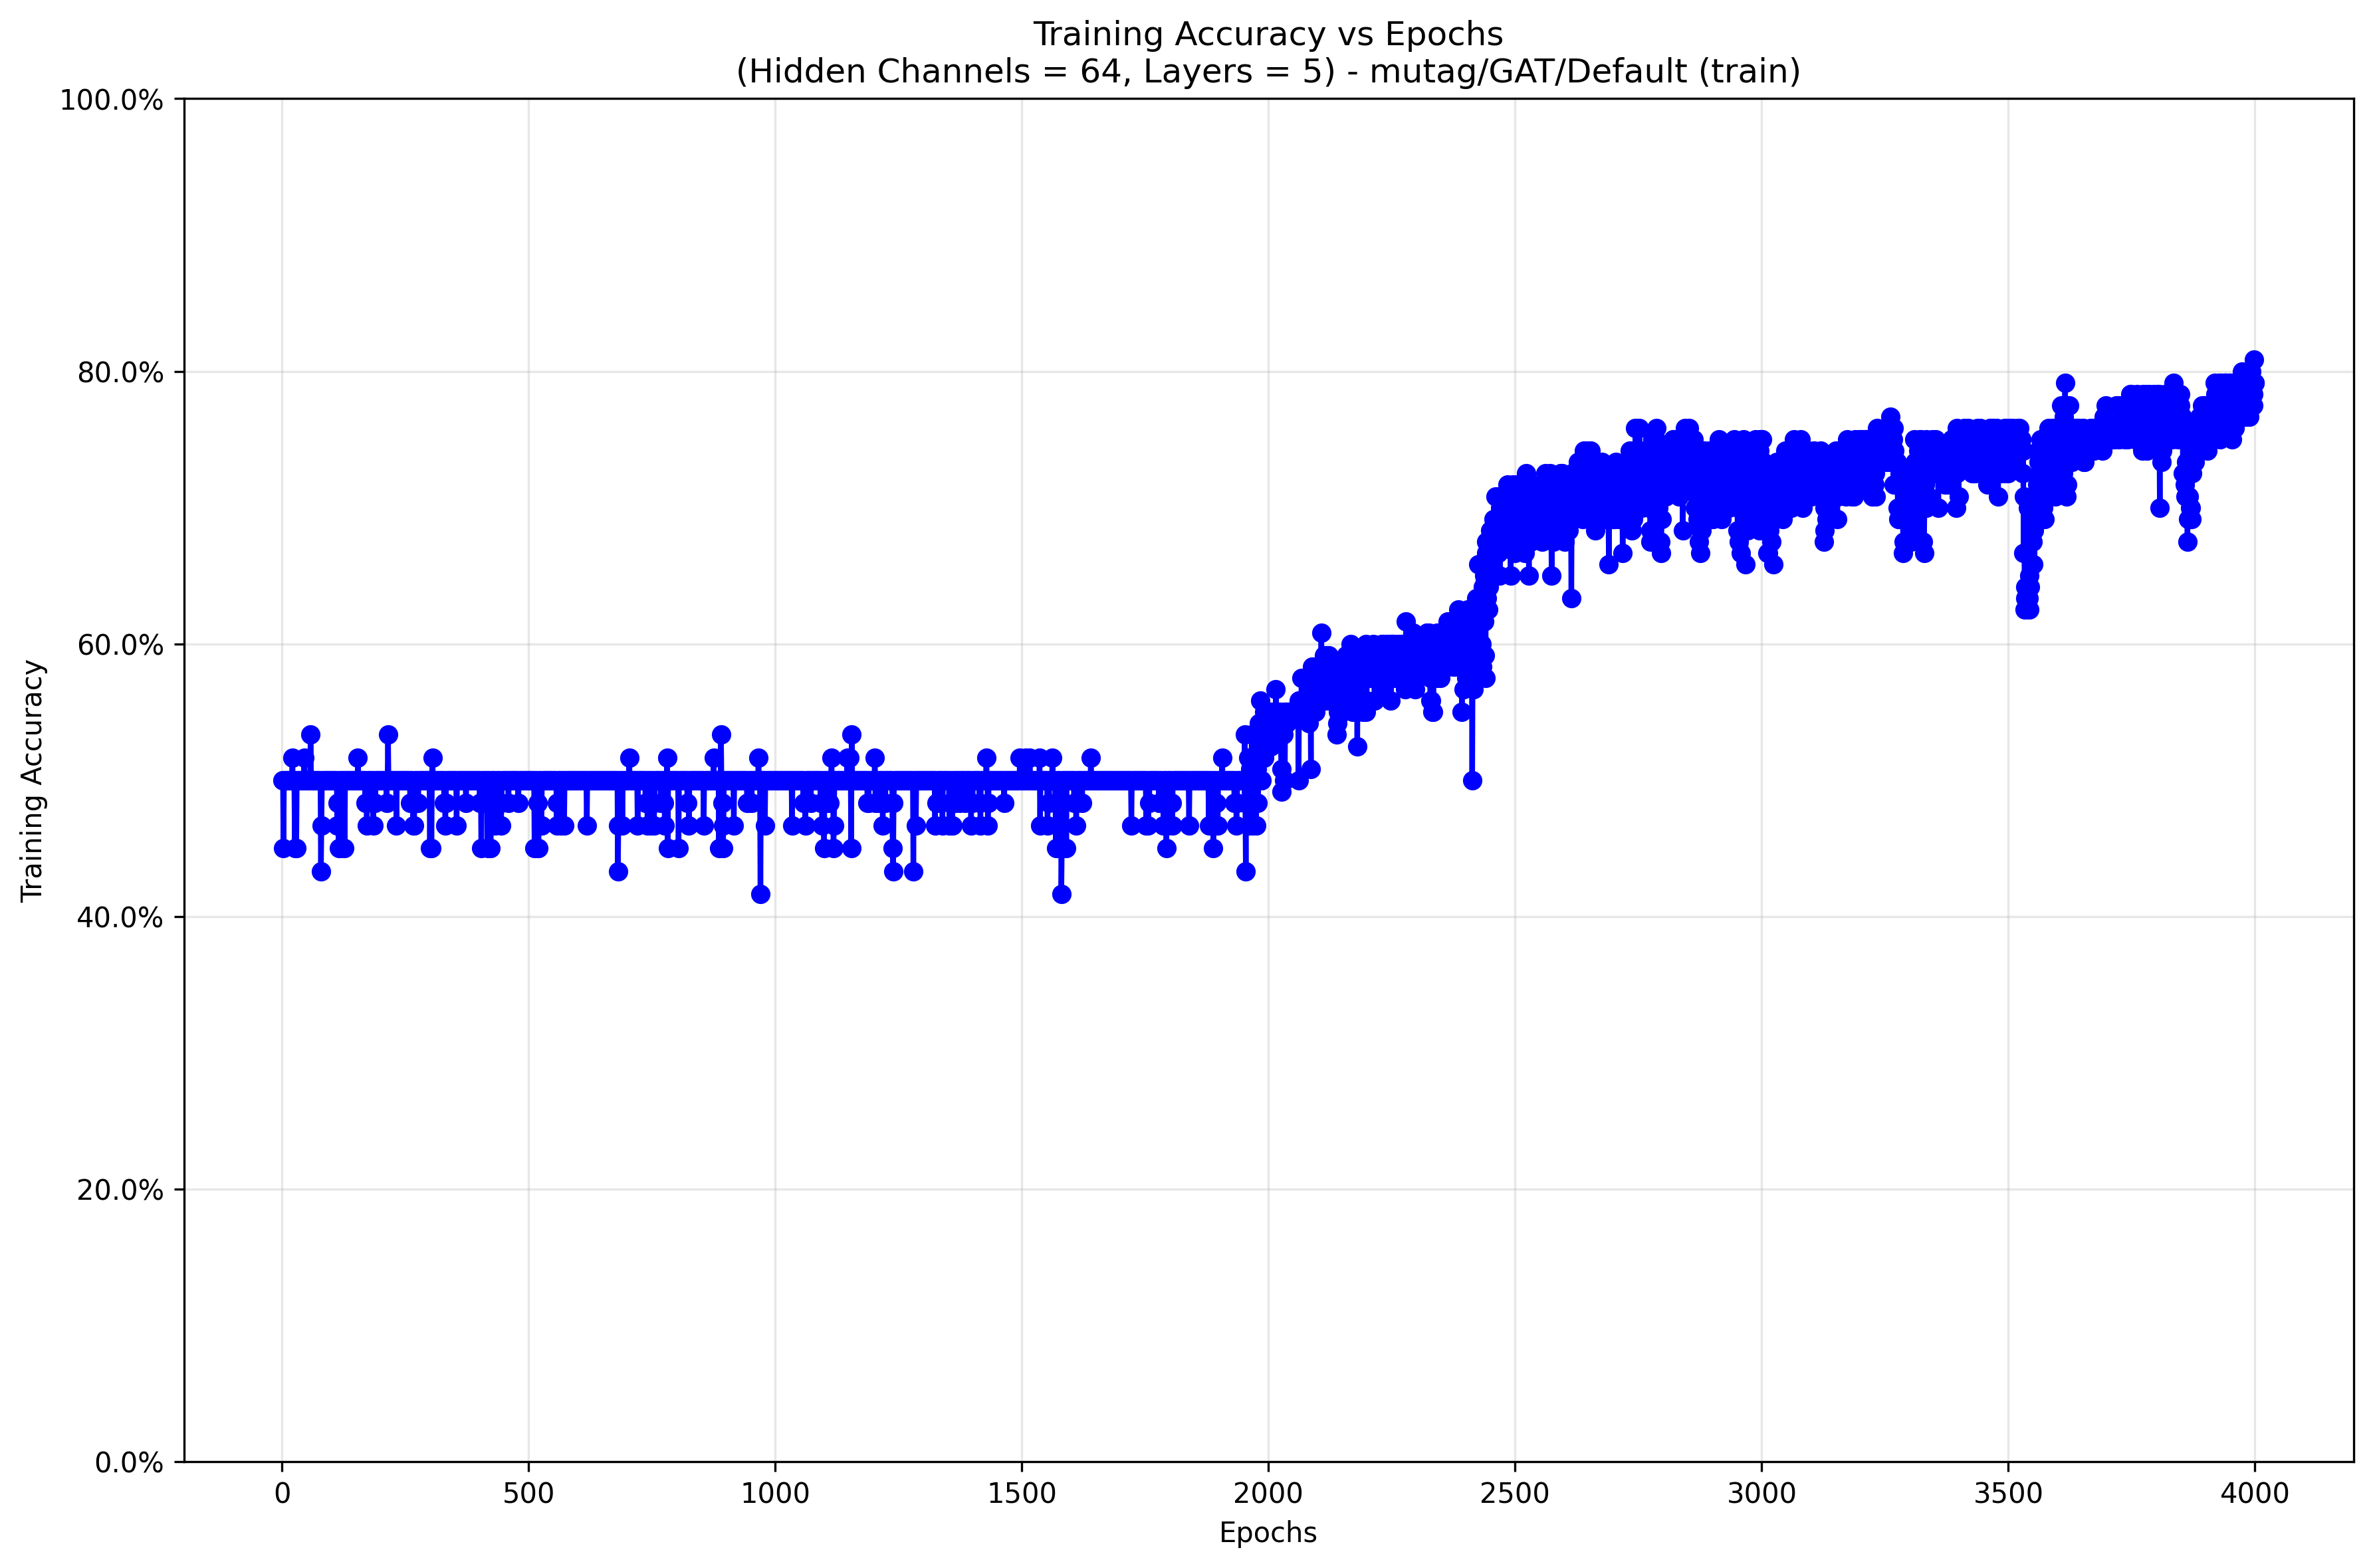 Training Accuracy vs Epochs
(Hidden Channels = 64, Layers = 5) - mutag/GAT/Default (train)
100.0%
80.0%
60.0%
40.0%
20.0%
0.0%
Training Accuracy
0 500 1000 1500 2000 2500 3000 3500 4000
Epochs